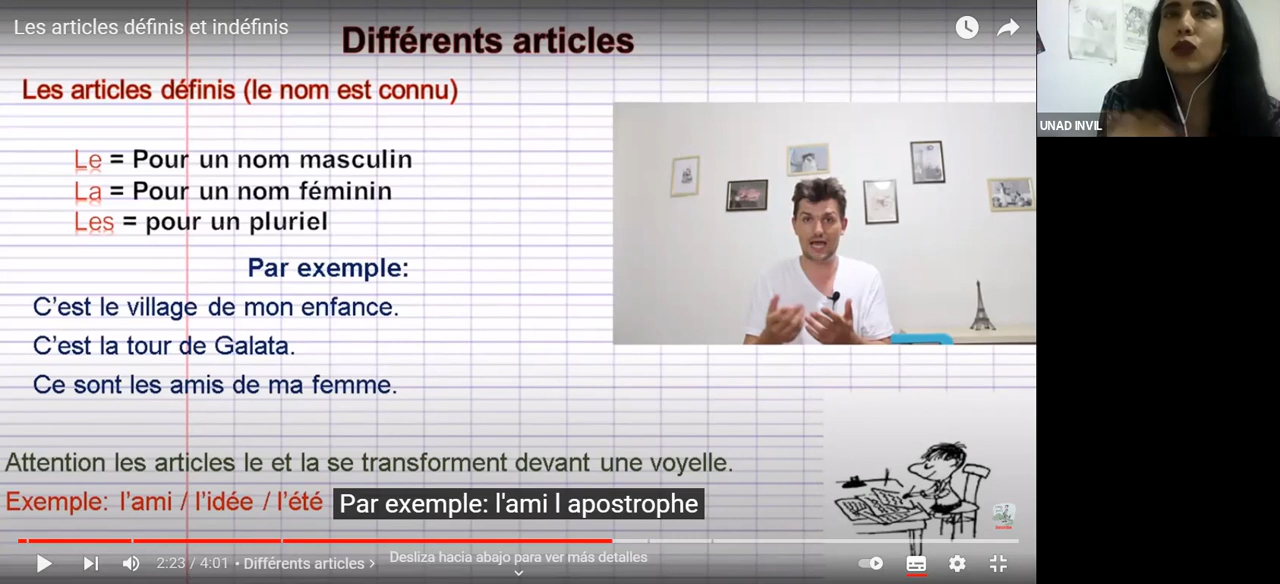 Les articles définis et indéfinis
Différents articles
Les articles définis (le nom est connu)
Le = Pour un nom masculin
La = Pour un nom féminin
Les = pour un pluriel
Par exemple:
C'est le village de mon enfance.
C'est la tour de Galata.
Ce sont les amis de ma femme.
Attention les articles le et la se transforment devant une voyelle.
Exemple: l'ami / l'idée / l'été
Par exemple: l'ami l apostrophe
2:23 / 4:01 • Différents articles
Desliza hacia abajo para ver más detalles
UNAD INVIL